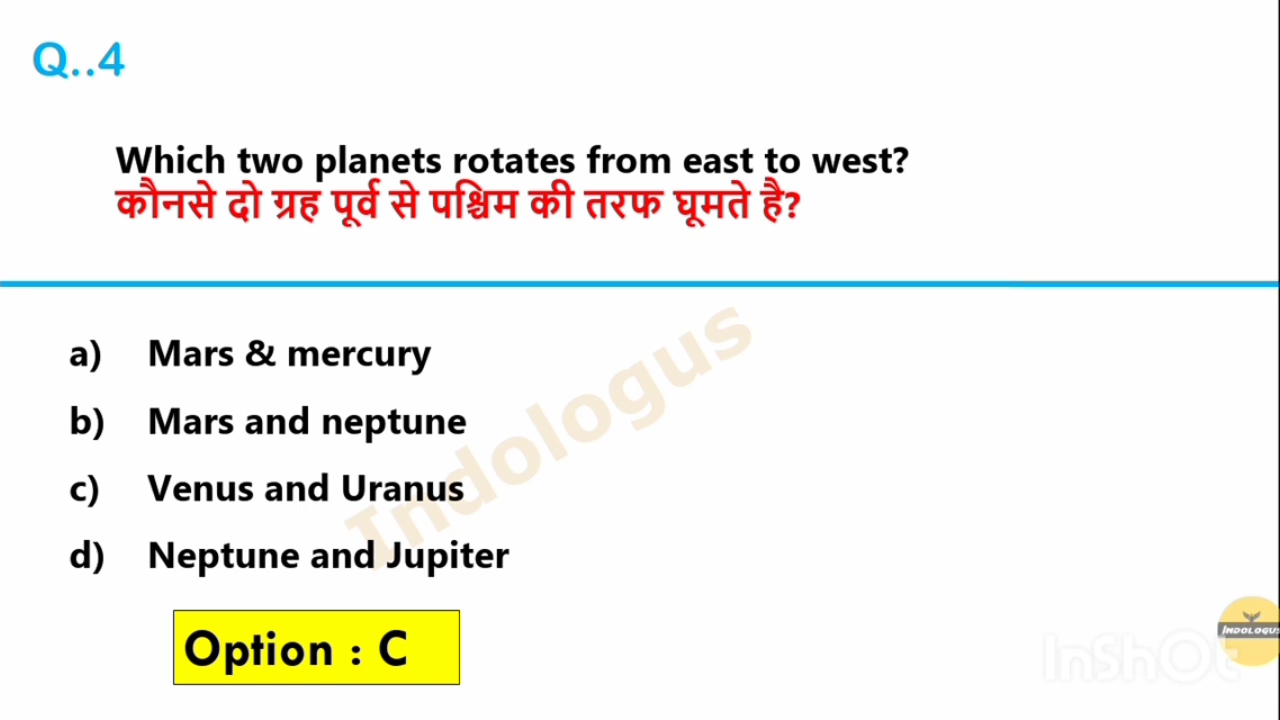 Q..4
Which two planets rotates from east to west?
कौनसे दो ग्रह पूर्व से पश्चिम की तरफ घूमते है?
a) Mars & mercury
b) Mars and neptune
c) Venus and Uranus
d) Neptune and Jupiter
Indologus
Option : C
INDOLOGUS
InShOt